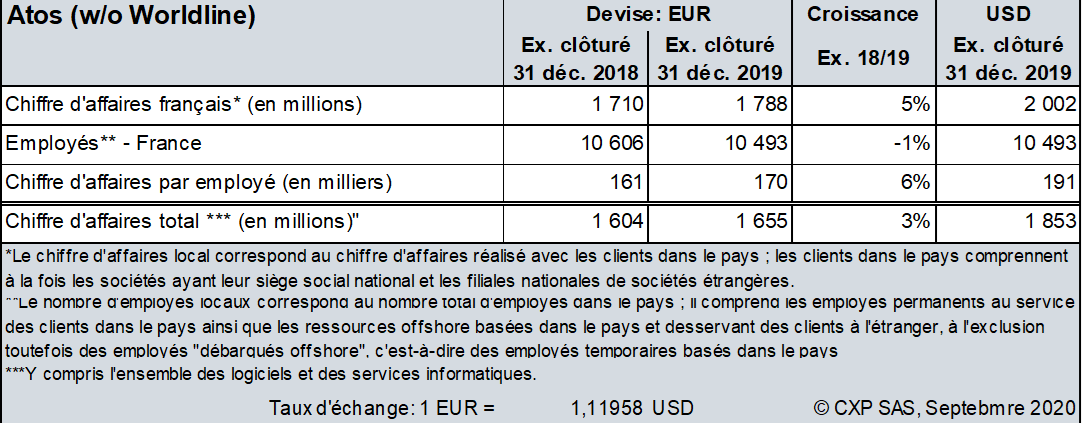 Atos (w/o Worldline) Devise: EUR Croissance USD
Ex. clôturé Ex. clôturé Ex. 18/19 Ex. clôturé
31 déc. 2018 31 déc. 2019 31 déc. 2019
Chiffre d'affaires français* (en millions) 1 710 1 788 5% 2 002
Employés** - France 10 606 10 493 -1% 10 493
Chiffre d'affaires par employé (en milliers) 161 170 6% 191
Chiffre d'affaires total *** (en millions)" 1 604 1 655 3% 1 853
*Le chiffre d'affaires local correspond au chiffre d'affaires réalisé avec les clients dans le pays ; les clients dans le pays comprennent
à la fois les sociétés ayant leur siège social national et les filiales nationales de sociétés étrangères.
**Le nombre d'employés locaux correspond au nombre total d'employés dans le pays ; il comprend les employés permanents au service
des clients dans le pays ainsi que les ressources offshore basées dans le pays et desservant des clients à l'étranger, à l'exclusion
toutefois des employés "débarqués offshore", c'est-à-dire des employés temporaires basés dans le pays
***Y compris l'ensemble des logiciels et des services informatiques.
Taux d'échange: 1 EUR = 1,11958 USD © CXP SAS, Septebmre 2020